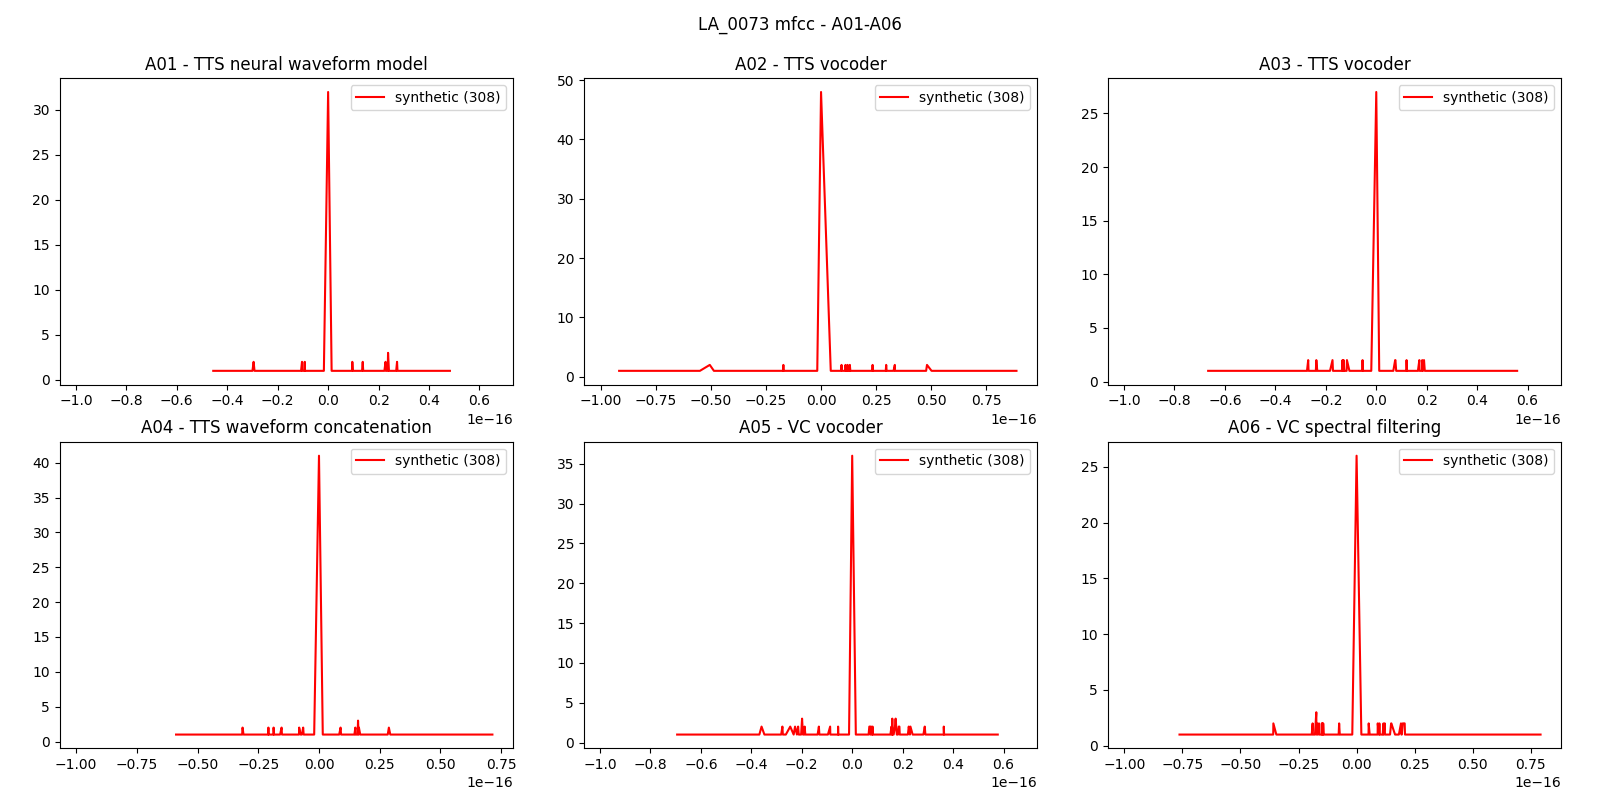 LA_0073 mfcc - A01-A06
A01 - TTS neural waveform model
synthetic (308)
30
25
20
15
10
5
0
−1.0 −0.8 −0.6 −0.4 −0.2 0.0 0.2 0.4 0.6
1e−16
A02 - TTS vocoder
synthetic (308)
50
40
30
20
10
0
−1.00 −0.75 −0.50 −0.25 0.00 0.25 0.50 0.75
1e−16
A03 - TTS vocoder
synthetic (308)
25
20
15
10
5
0
−1.0 −0.8 −0.6 −0.4 −0.2 0.0 0.2 0.4 0.6
1e−16
A04 - TTS waveform concatenation
synthetic (308)
40
35
30
25
20
15
10
5
0
−1.00 −0.75 −0.50 −0.25 0.00 0.25 0.50 0.75
1e−16
A05 - VC vocoder
synthetic (308)
35
30
25
20
15
10
5
0
−1.0 −0.8 −0.6 −0.4 −0.2 0.0 0.2 0.4 0.6
1e−16
A06 - VC spectral filtering
synthetic (308)
25
20
15
10
5
0
−1.00 −0.75 −0.50 −0.25 0.00 0.25 0.50 0.75
1e−16